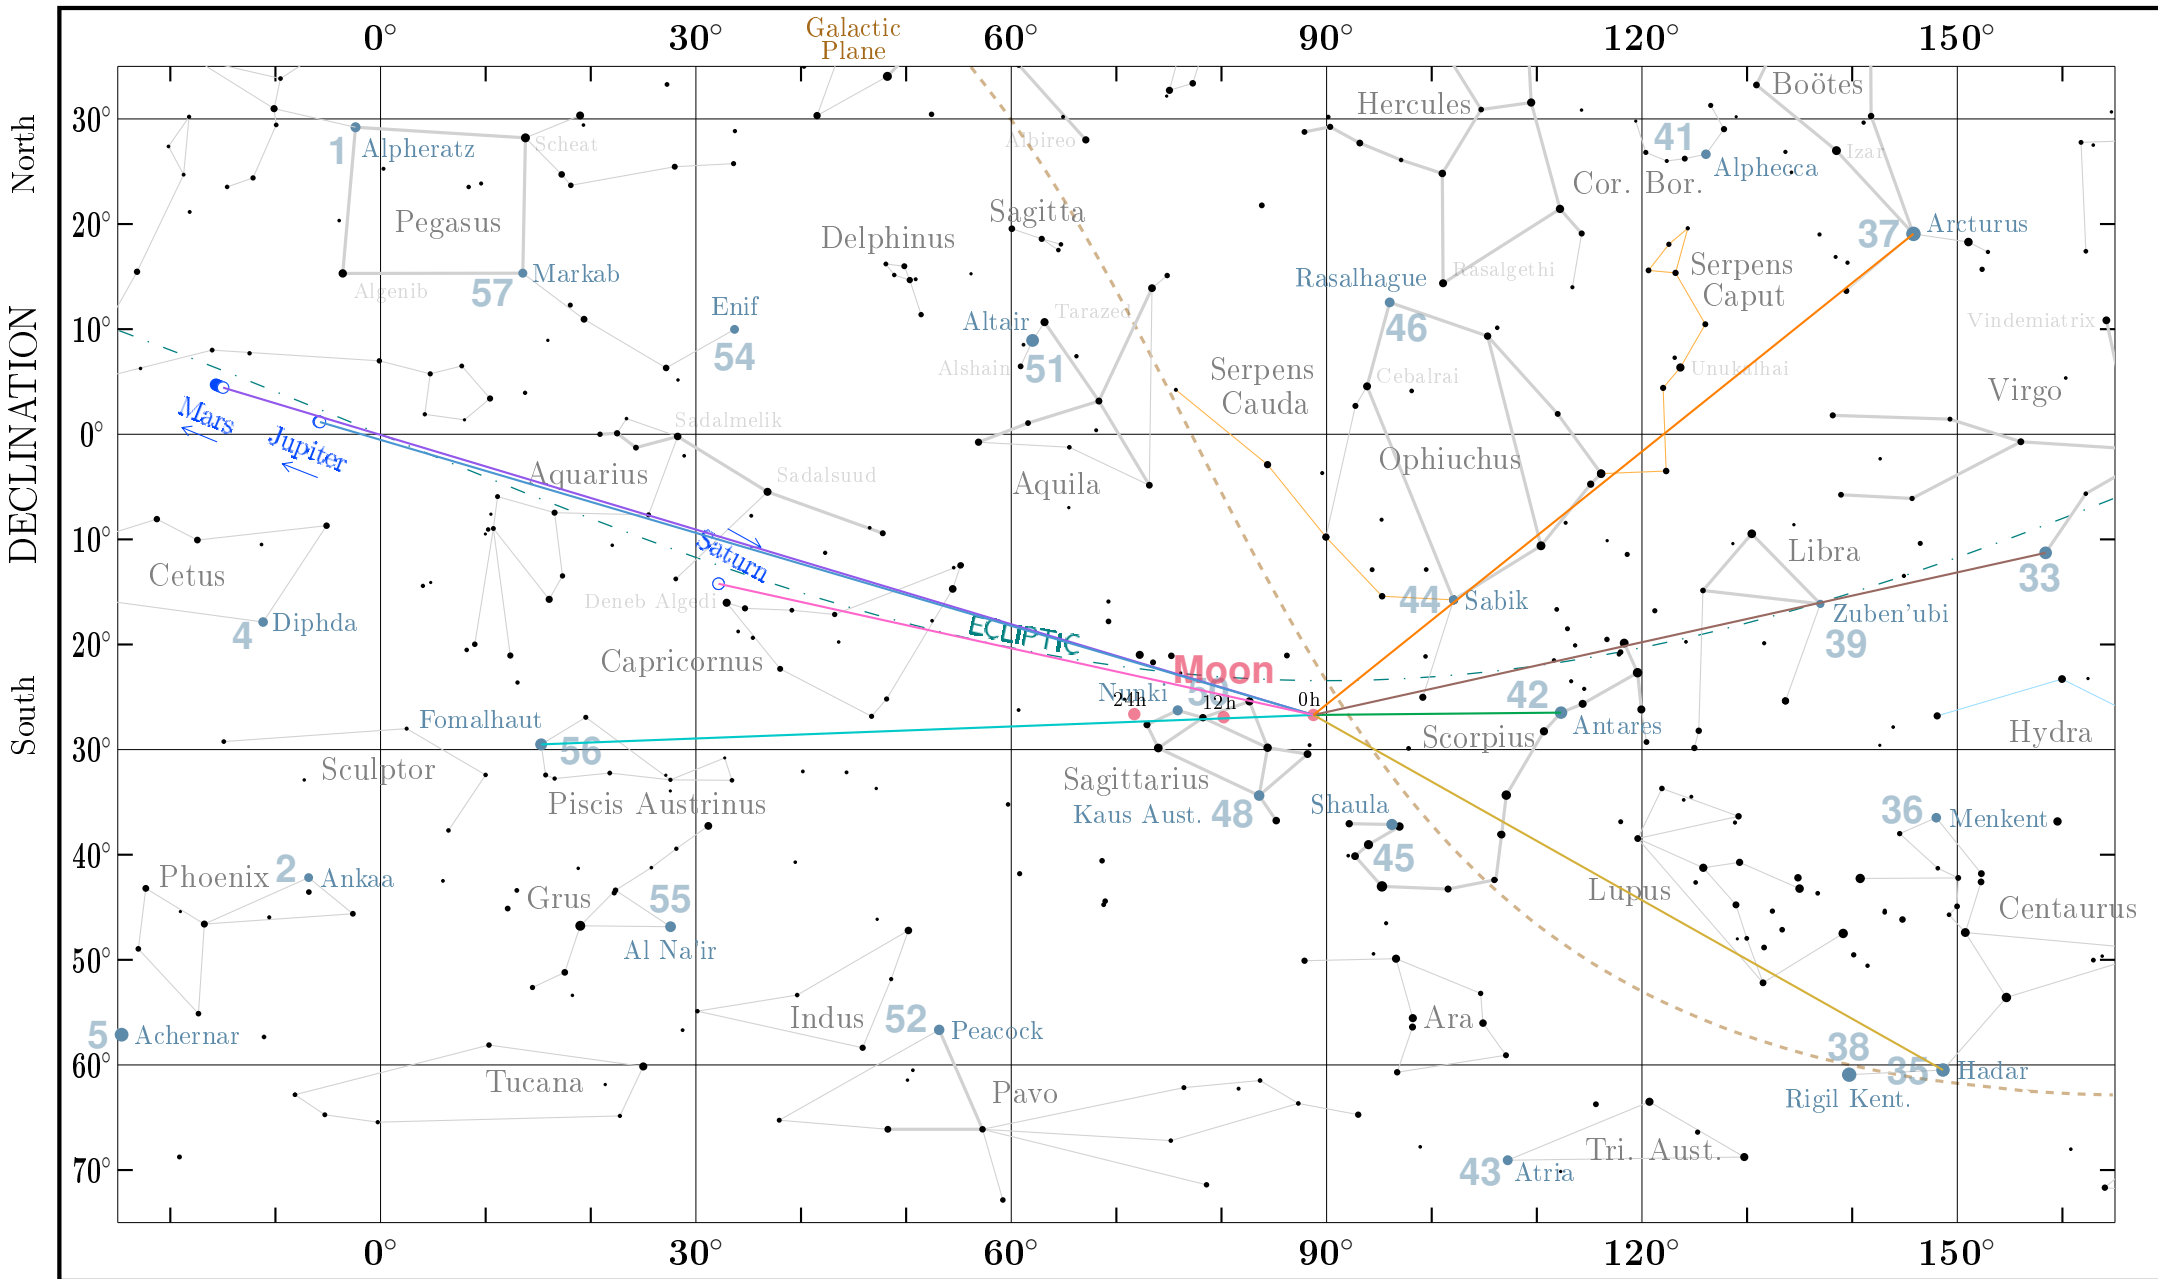 Galactic
Plane
0° 30° 60° 90° 120° 150°
North
DECLINATION
South
30°
20°
10°
0°
10°
20°
30°
40°
50°
60°
70°
1
Alpheratz
Scheat
Albireo
Hercules
Boötes
41
Alphecca
Izar
Pegasus
Sagitta
Delphinus
Cor. Bor.
37
Arcturus
Algenib
57
Markab
Enif
54
Altair
Tarazed
Alshain
51
Rasalhague
46
Rasalgethi
Serpens
Caput
Vindemiatrix
Serpens
Cauda
Cebalrai
Unukalhai
Virgo
Mars
Jupiter
Sadalmelik
Aquarius
Sadalsuud
Aquila
Ophiuchus
Saturn
Libra
Cetus
4
Diphda
Deneb Algedi
Capricornus
ECLIPTIC
Moon
44
Sabik
33
Zuben'ubi
39
Nunki
50
24h
12h
0h
42
Antares
Scorpius
Fomalhaut
56
Hydra
Sculptor
Piscis Austrinus
Sagittarius
Kaus Aust.
48
Shaula
45
36
Menkent
Phoenix
2
Ankaa
Grus
55
Al Na'ir
Lupus
Centaurus
5
Achernar
Indus
52
Peacock
Ara
38
35
Hadar
Rigil Kent.
Tucana
Pavo
43
Atria
Tri. Aust.
0° 30° 60° 90° 120° 150°